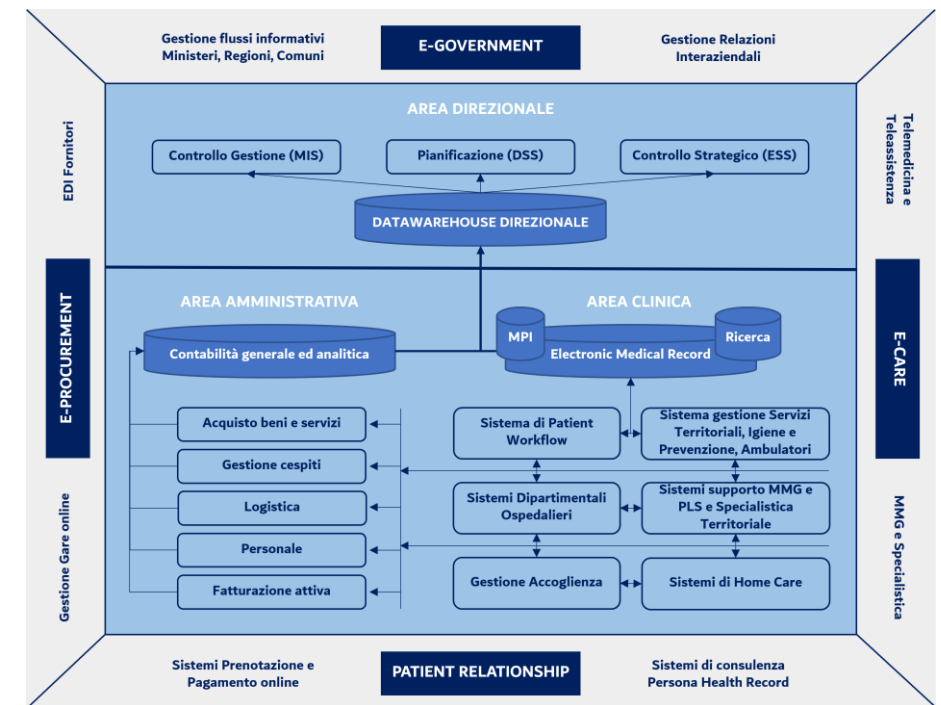 Gestione flussi informativi
Ministeri, Regioni, Comuni
E-GOVERNMENT
Gestione Relazioni
Interaziendali
EDI Fornitori
E-PROCUREMENT
Gestione Gare online
AREA DIREZIONALE
Controllo Gestione (MIS)
Pianificazione (DSS)
Controllo Strategico (ESS)
DATAWAREHOUSE DIREZIONALE
AREA AMMINISTRATIVA
Contabilità generale ed analitica
Acquisto beni e servizi
Gestione cespiti
Logistica
Personale
Fatturazione attiva
AREA CLINICA
MPI
Electronic Medical Record
Ricerca
Sistema di Patient
Workflow
Sistema gestione Servizi
Territoriali, Igiene e
Prevenzione, Ambulatori
Sistemi Dipartimentali
Ospedalieri
Sistemi supporto MMG e
PLS e Specialistica
Territoriale
Gestione Accoglienza
Sistemi di Home Care
Telemedicina e
Teleassistenza
E-CARE
MMG e Specialistica
Sistemi Prenotazione e
Pagamento online
PATIENT RELATIONSHIP
Sistemi di consulenza
Persona Health Record